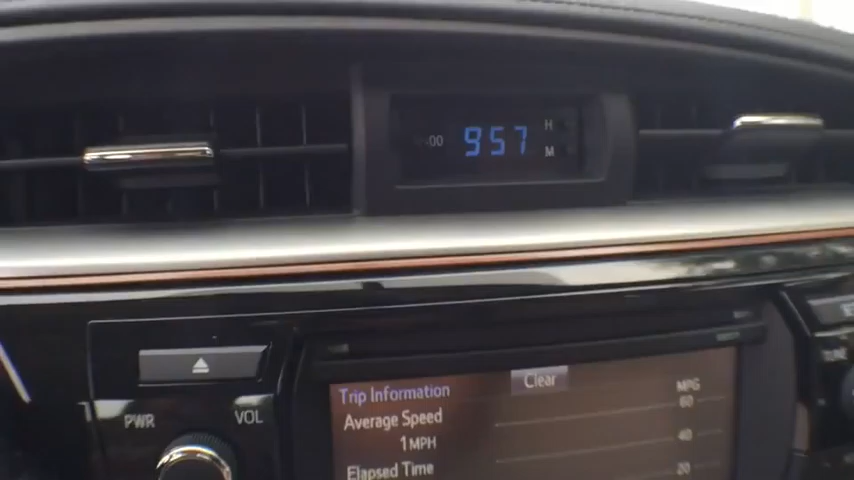 :00 957 H
M
PWR VOL
Trip Information Clear MPG
Average Speed 60
1 MPH 40
Elapsed Time 20